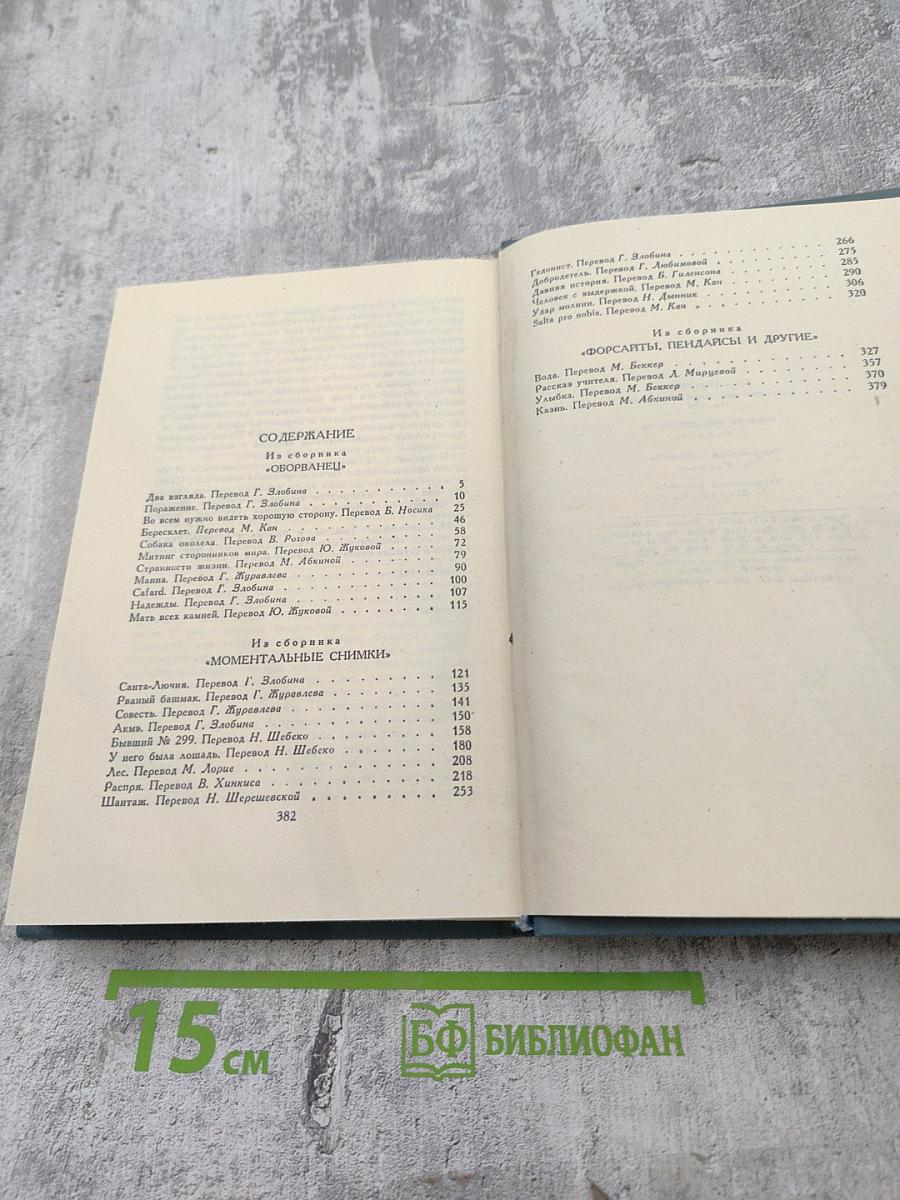 СОДЕРЖАНИЕ
Из сборника
«ОБОРВАНЕЦ»
Два взгляда. Перевод Г. Злобина . . . . . . . . . . 5
Поражение. Перевод Г. Злобина . . . . . . . . . . 10
Во всем нужно видеть хорошую сторону. Перевод Б. Носика 25
Бересклет. Перевод М. Кан . . . . . . . . . . 46
Собака околела. Перевод В. Рогова . . . . . . . . 58
Митинг сторонников мира. Перевод Ю. Жуковой . . . . 72
Странности жизни. Перевод М. Абкиной . . . . . . . 79
Манна. Перевод Г. Журавлева . . . . . . . . . . 90
Cafard. Перевод Г. Злобина . . . . . . . . . . 100
Надежды. Перевод Г. Злобина . . . . . . . . . . 107
Мать всех камней. Перевод Ю. Жуковой . . . . . . . 115
Из сборника
«МОМЕНТАЛЬНЫЕ СНИМКИ»
Санта-Лючия. Перевод Г. Злобина . . . . . . . . 121
Рваный башмак. Перевод Г. Журавлева . . . . . . . 135
Совесть. Перевод Г. Журавлева . . . . . . . . . 141
Акмэ. Перевод Г. Злобина . . . . . . . . . . 150
Бывший № 299. Перевод Н. Шебеко . . . . . . . . 158
У него была лошадь. Перевод Н. Шебеко . . . . . . 180
Лес. Перевод М. Лорие . . . . . . . . . . . 208
Распря. Перевод В. Хинкиса . . . . . . . . . . 218
Шантаж. Перевод Н. Шерешевской . . . . . . . . . 253
382
Гедонист. Перевод Г. Злобина . . . . . . . . . . 266
Добродетель. Перевод Г. Любимовой . . . . . . . . 275
Давняя история. Перевод Б. Гиленсона . . . . . . . 285
Человек с выдержкой. Перевод М. Кан . . . . . . . 290
Удар молнии. Перевод Н. Дынник . . . . . . . . . 306
Salta pro nobis. Перевод М. Кан . . . . . . . . . 320
Из сборника
«ФОРСАЙТЫ, ПЕНДАЙСЫ И ДРУГИЕ»
Вода. Перевод М. Беккер . . . . . . . . . . 327
Рассказ учителя. Перевод Л. Мирцевой . . . . . . . 357
Улыбка. Перевод М. Беккер . . . . . . . . . . 370
Казнь. Перевод М. Абкиной . . . . . . . . . . 379
15 см
БФ БИБЛИОФАН